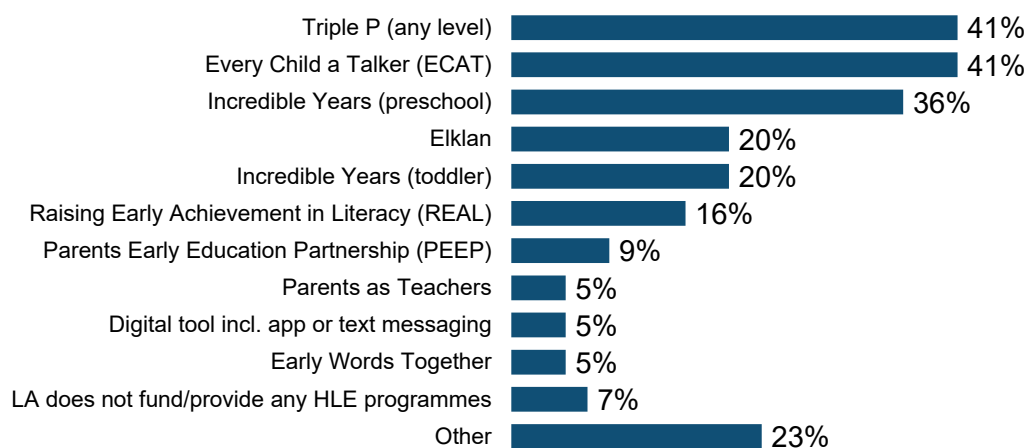 Triple P (any level) 41%
Every Child a Talker (ECAT) 41%
Incredible Years (preschool) 36%
Elklan 20%
Incredible Years (toddler) 20%
Raising Early Achievement in Literacy (REAL) 16%
Parents Early Education Partnership (PEEP) 9%
Parents as Teachers 5%
Digital tool incl. app or text messaging 5%
Early Words Together 5%
LA does not fund/provide any HLE programmes 7%
Other 23%